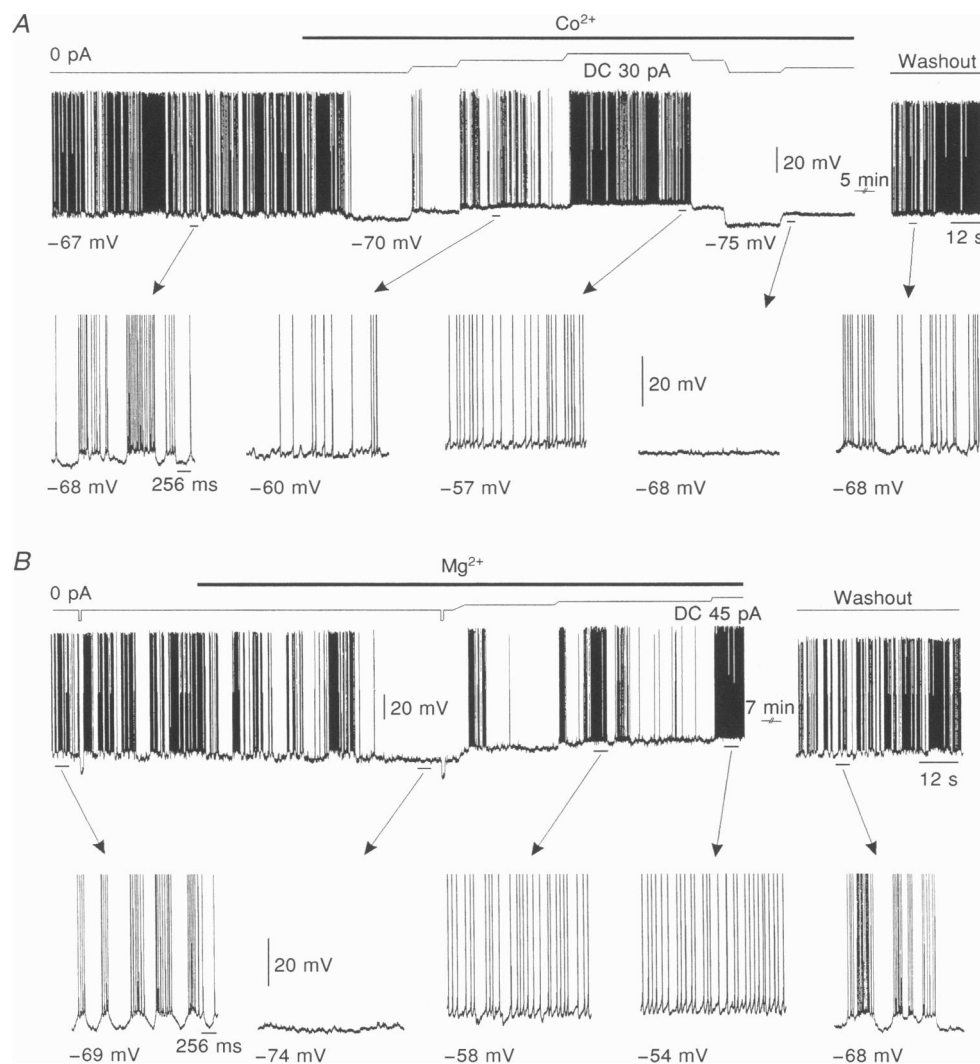 A
Co²⁺
0 pA
DC 30 pA
Washout
20 mV
5 min
12 s
−67 mV
−70 mV
−75 mV
20 mV
−68 mV
256 ms
−60 mV
−57 mV
−68 mV
−68 mV
B
Mg²⁺
0 pA
DC 45 pA
Washout
20 mV
7 min
12 s
20 mV
−69 mV
256 ms
−74 mV
−58 mV
−54 mV
−68 mV